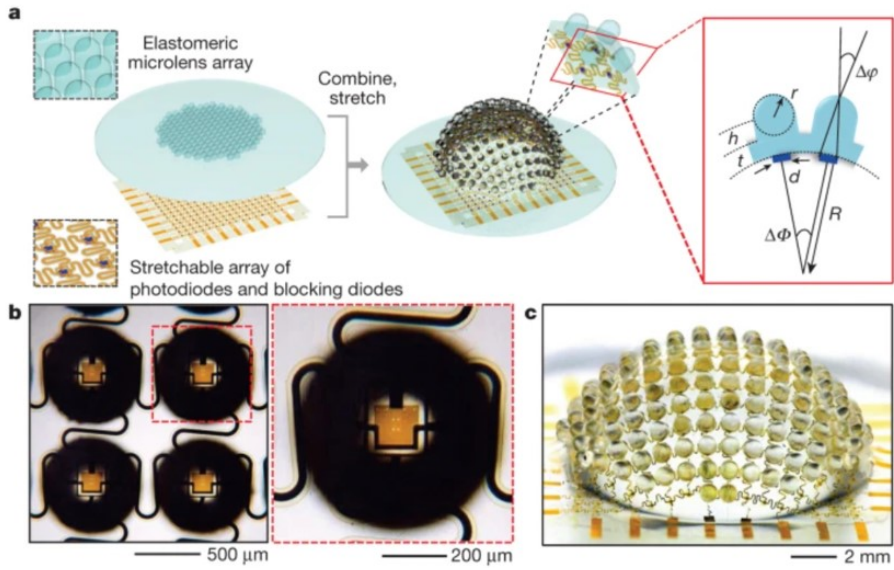 a
Elastomeric
microlens array
Combine,
stretch
Stretchable array of
photodiodes and blocking diodes
Δφ
r
h
t
d
R
ΔΦ
b
500 μm
200 μm
c
2 mm